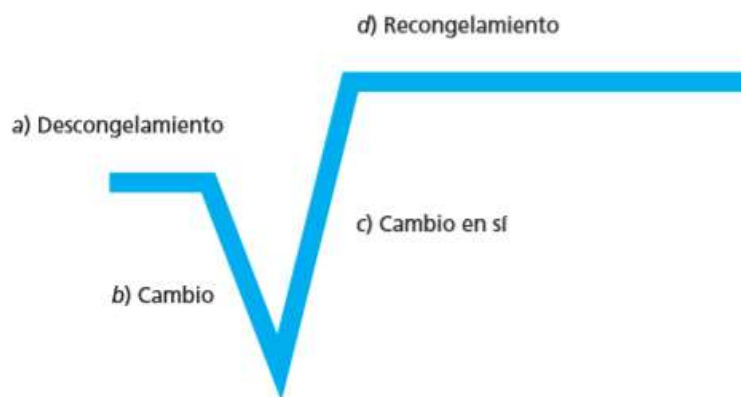 d) Recongelamiento
a) Descongelamiento
c) Cambio en sí
b) Cambio